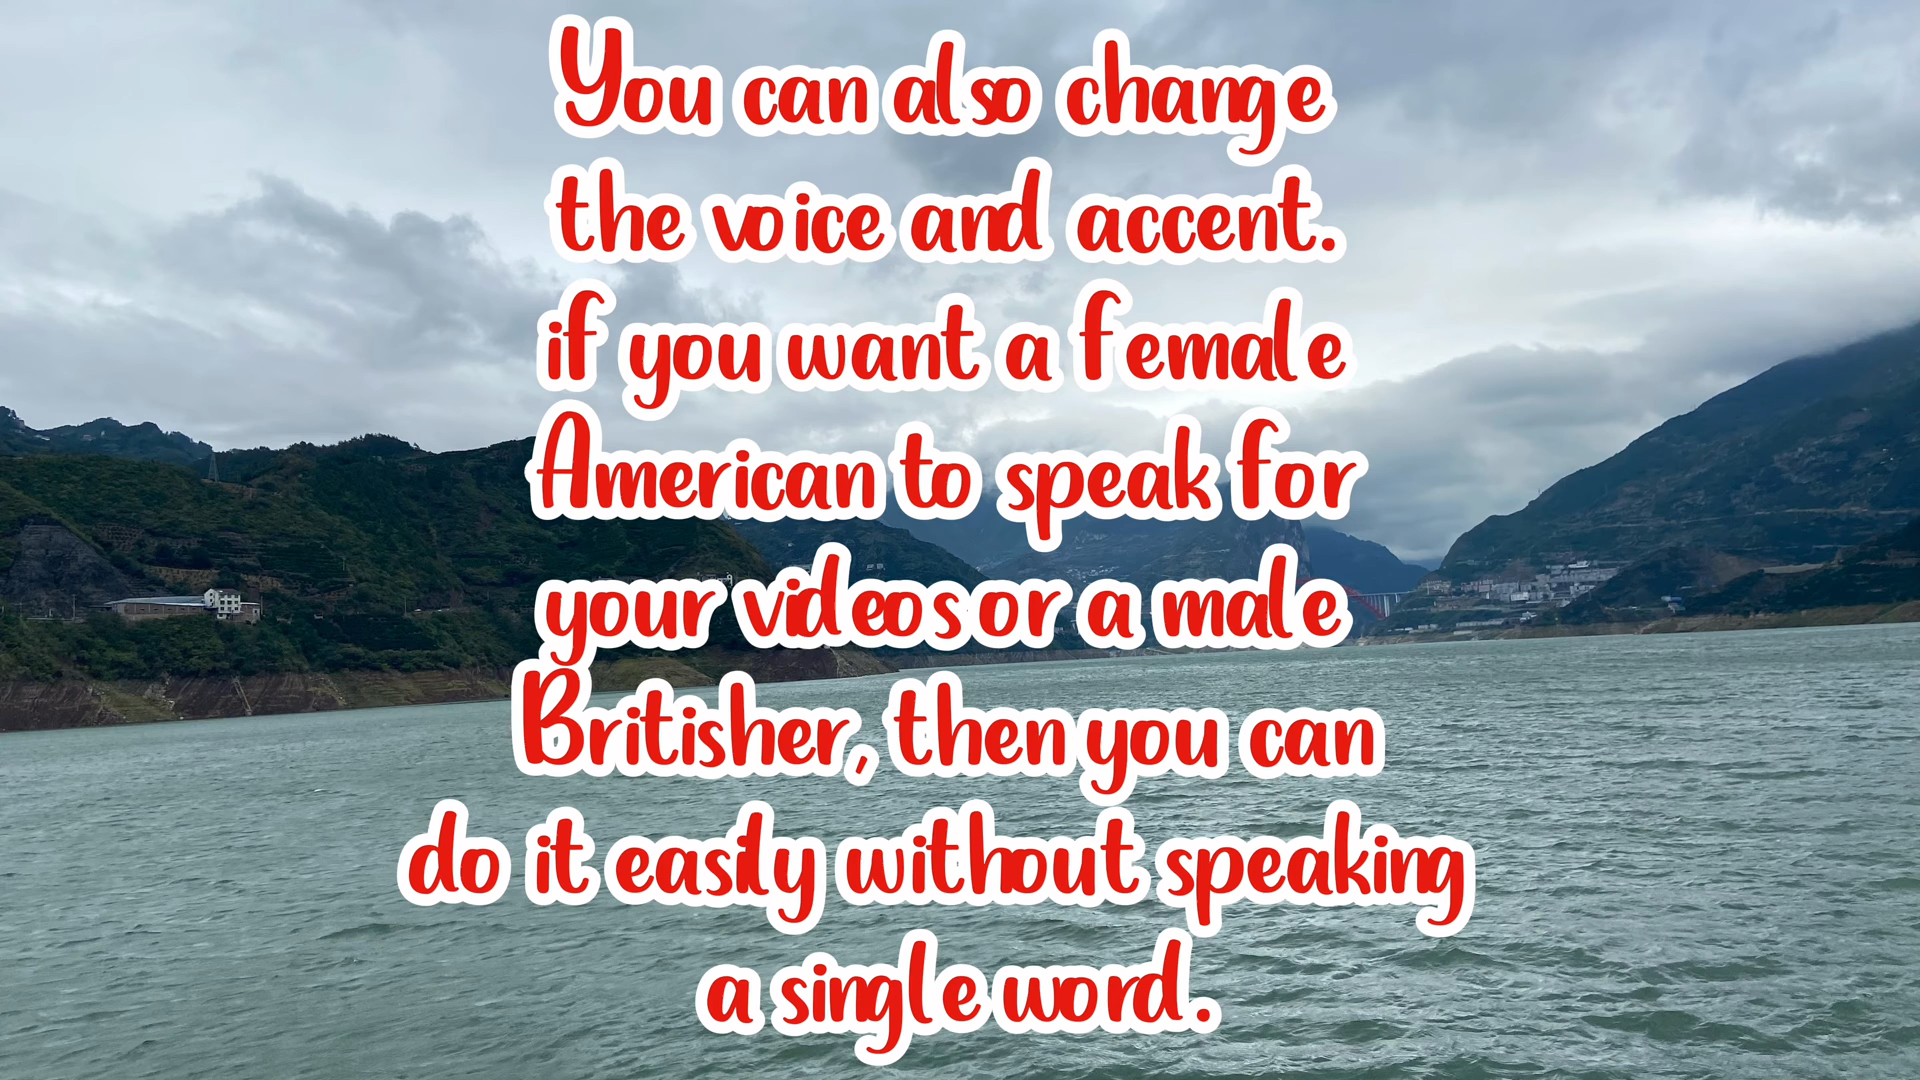 You can also change
the voice and accent.
if you want a female
American to speak for
your videos or a male
Britisher, then you can
do it easily without speaking
a single word.